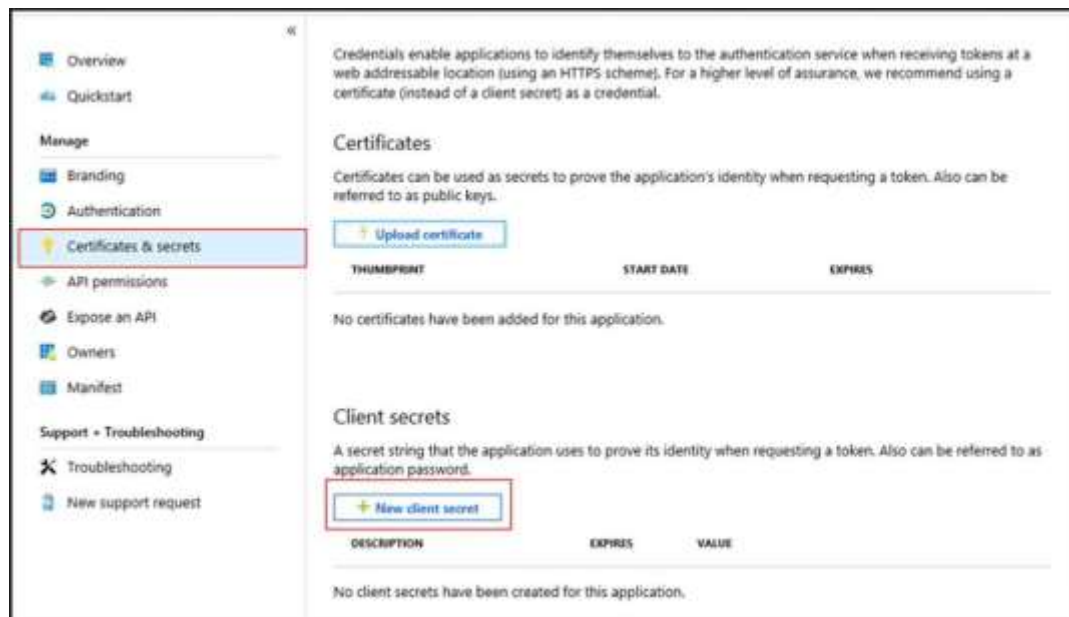 «
Overview
Quickstart
Manage
Branding
Authentication
Certificates & secrets
API permissions
Expose an API
Owners
Manifest
Support + Troubleshooting
Troubleshooting
New support request
Credentials enable applications to identify themselves to the authentication service when receiving tokens at a
web addressable location (using an HTTPS scheme). For a higher level of assurance, we recommend using a
certificate (instead of a client secret) as a credential.
Certificates
Certificates can be used as secrets to prove the application's identity when requesting a token. Also can be
referred to as public keys.
Upload certificate
THUMBPRINT START DATE EXPIRES
No certificates have been added for this application.
Client secrets
A secret string that the application uses to prove its identity when requesting a token. Also can be referred to as
application password.
+ New client secret
DESCRIPTION EXPIRES VALUE
No client secrets have been created for this application.